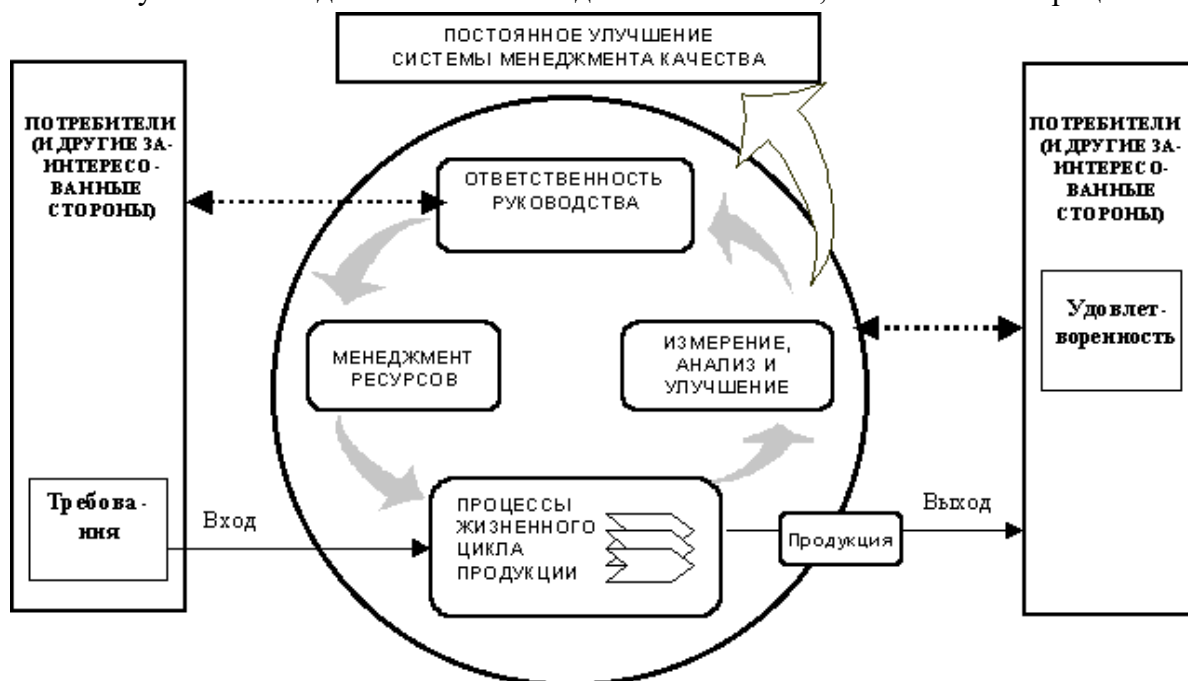 ПОСТОЯННОЕ УЛУЧШЕНИЕ
СИСТЕМЫ МЕНЕДЖМЕНТА КАЧЕСТВА
ПОТРЕБИТЕЛИ
(И ДРУГИЕ ЗА-
ИНТЕРЕСО-
ВАННЫЕ
СТОРОНЫ)
ОТВЕТСТВЕННОСТЬ
РУКОВОДСТВА
ПОТРЕБИТЕЛИ
(И ДРУГИЕ ЗА-
ИНТЕРЕСО-
ВАННЫЕ
СТОРОНЫ)
МЕНЕДЖМЕНТ
РЕСУРСОВ
ИЗМЕРЕНИЕ,
АНАЛИЗ И
УЛУЧШЕНИЕ
Удовлет-
воренность
Требова-
ния
Вход
ПРОЦЕССЫ
ЖИЗНЕННОГО
ЦИКЛА
ПРОДУКЦИИ
Продукция
Выход